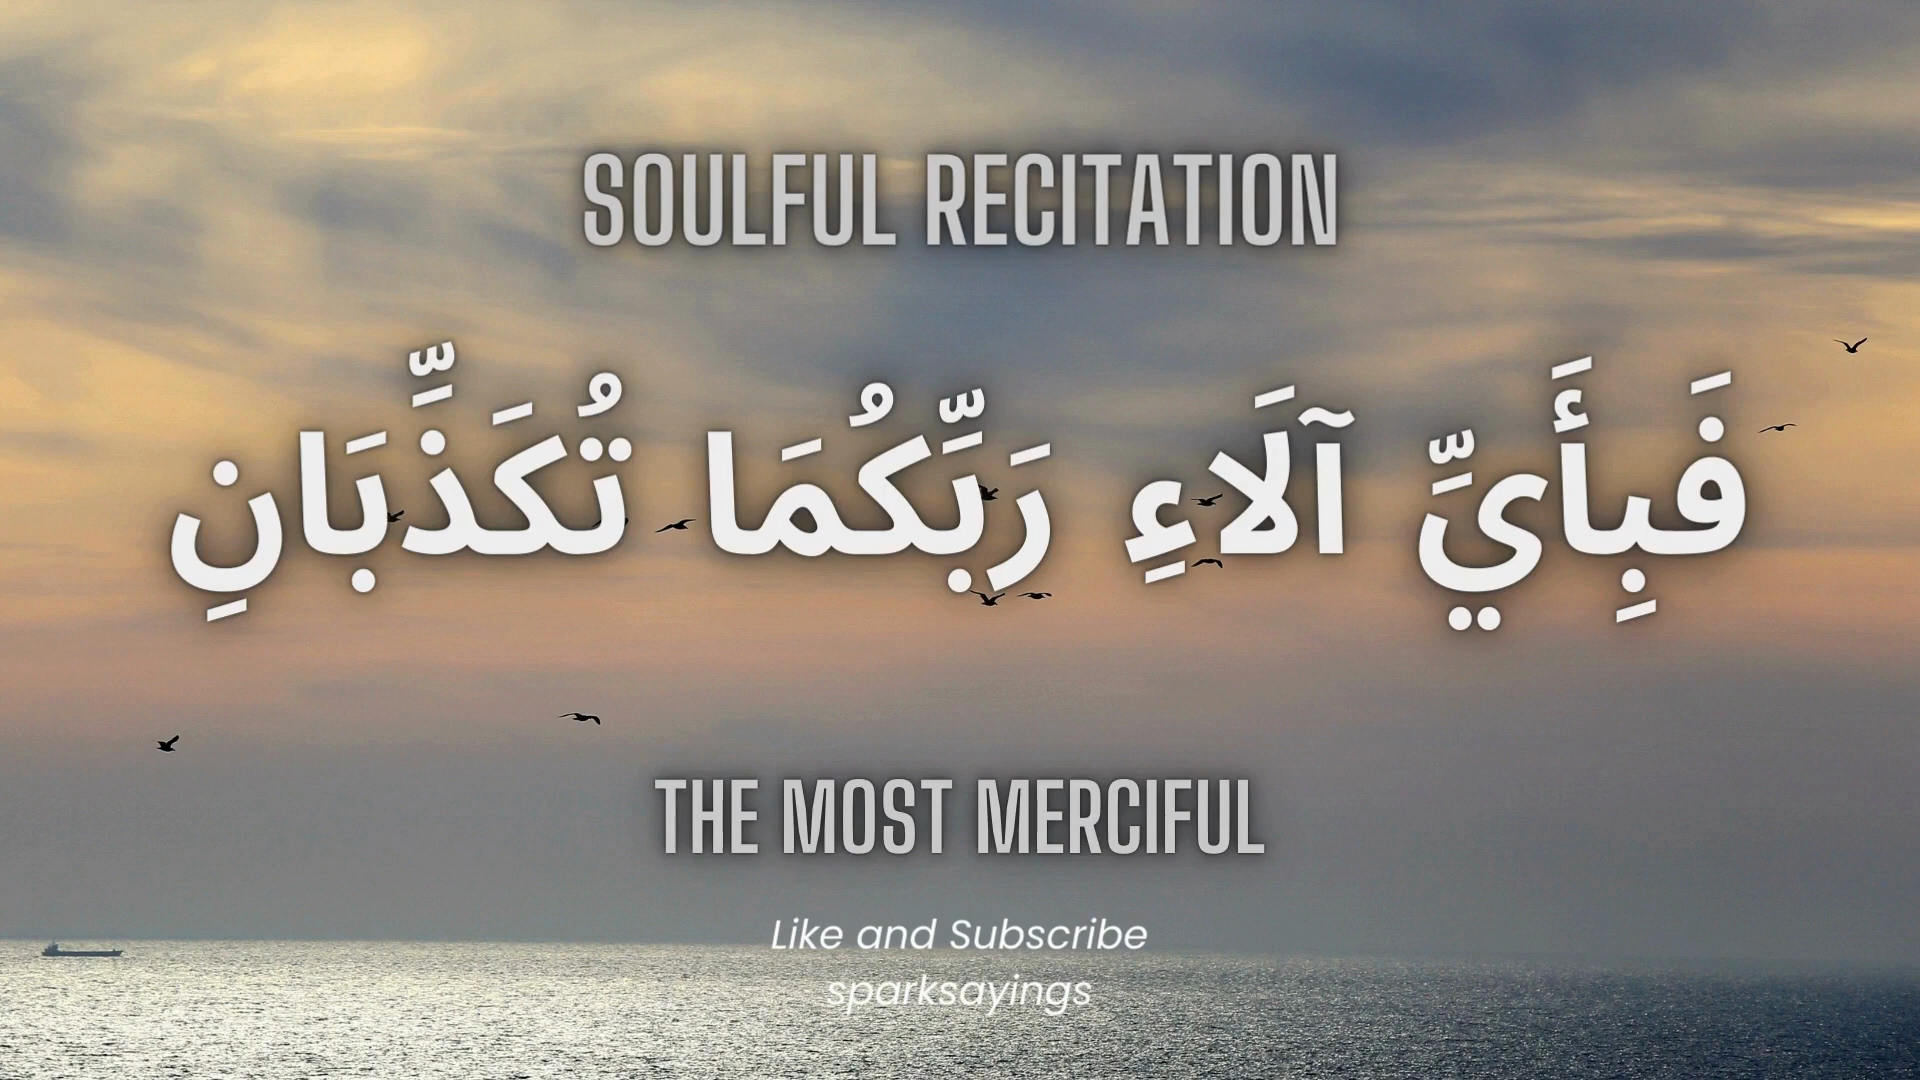 SOULFUL RECITATION
فَبِأَيِّ آلَاءِ رَبِّكُمَا تُكَذِّبَانِ
THE MOST MERCIFUL
Like and Subscribe
sparksayings